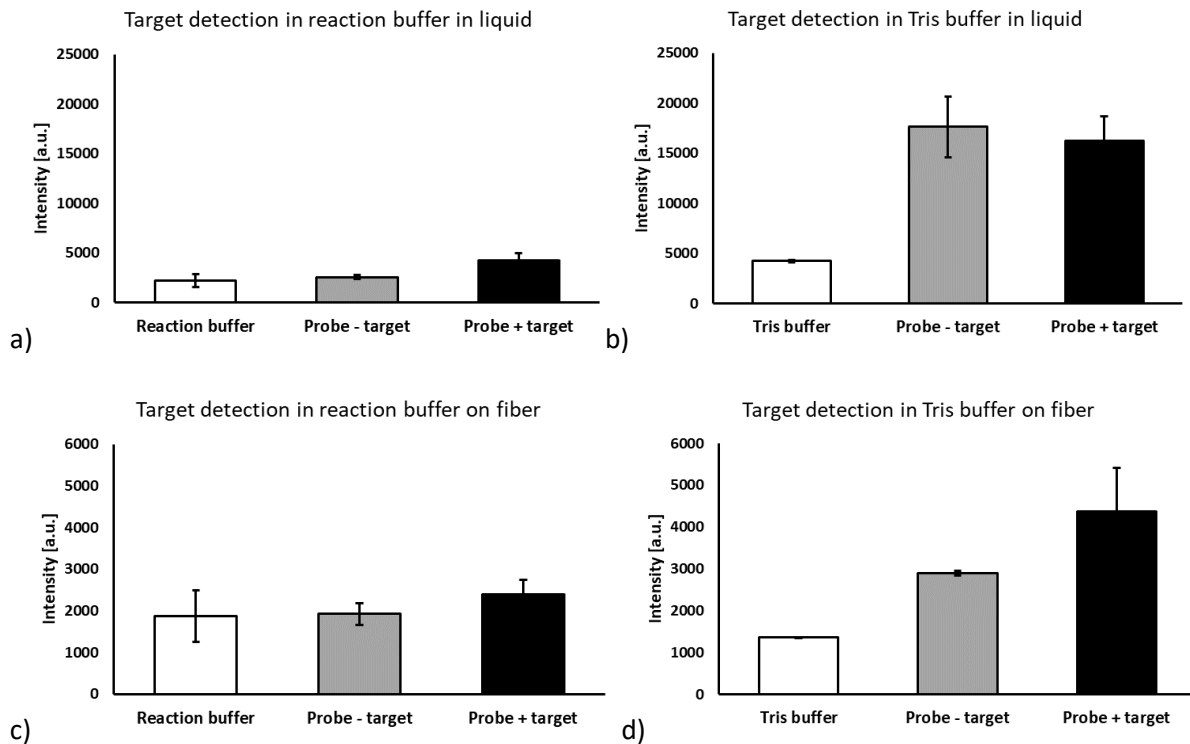 Target detection in reaction buffer in liquid
25000
20000
15000
10000
5000
0
Intensity [a.u.]
Reaction buffer Probe - target Probe + target
a)
Target detection in Tris buffer in liquid
25000
20000
15000
10000
5000
0
Intensity [a.u.]
Tris buffer Probe - target Probe + target
b)
Target detection in reaction buffer on fiber
6000
5000
4000
3000
2000
1000
0
Intensity [a.u.]
Reaction buffer Probe - target Probe + target
c)
Target detection in Tris buffer on fiber
6000
5000
4000
3000
2000
1000
0
Intensity [a.u.]
Tris buffer Probe - target Probe + target
d)